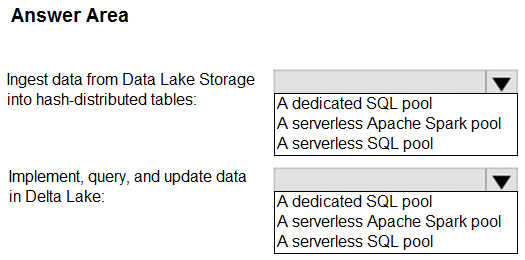 Answer Area
Ingest data from Data Lake Storage
into hash-distributed tables:
A dedicated SQL pool
A serverless Apache Spark pool
A serverless SQL pool
Implement, query, and update data
in Delta Lake:
A dedicated SQL pool
A serverless Apache Spark pool
A serverless SQL pool